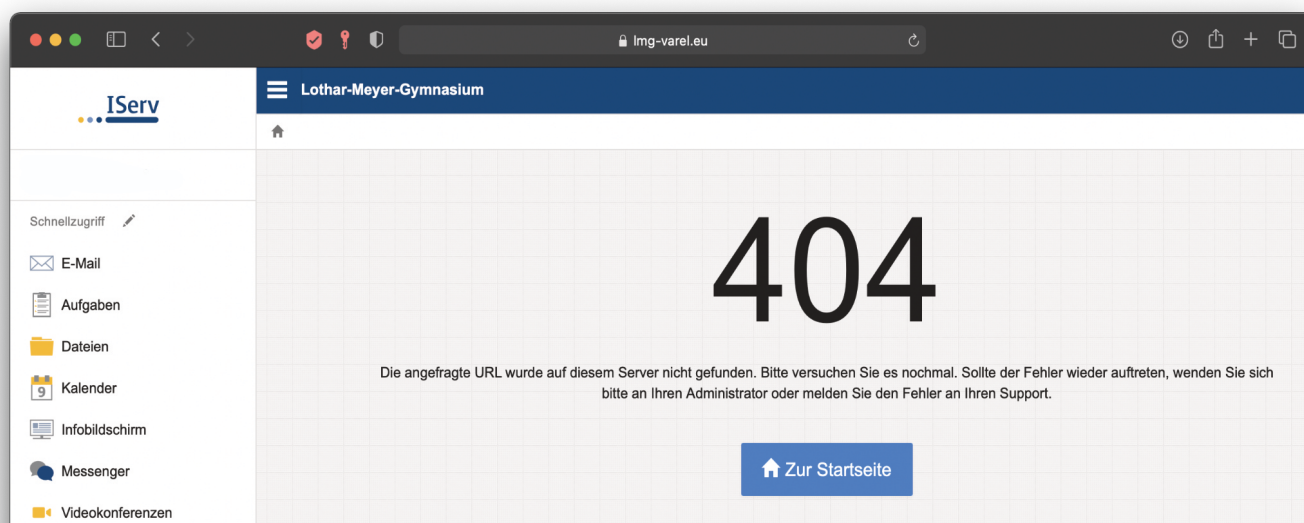 lmg-varel.eu
IServ
Lothar-Meyer-Gymnasium
Schnellzugriff
E-Mail
Aufgaben
Dateien
9
Kalender
Infobildschirm
Messenger
Videokonferenzen
404
Die angefragte URL wurde auf diesem Server nicht gefunden. Bitte versuchen Sie es nochmal. Sollte der Fehler wieder auftreten, wenden Sie sich
bitte an Ihren Administrator oder melden Sie den Fehler an Ihren Support.
Zur Startseite